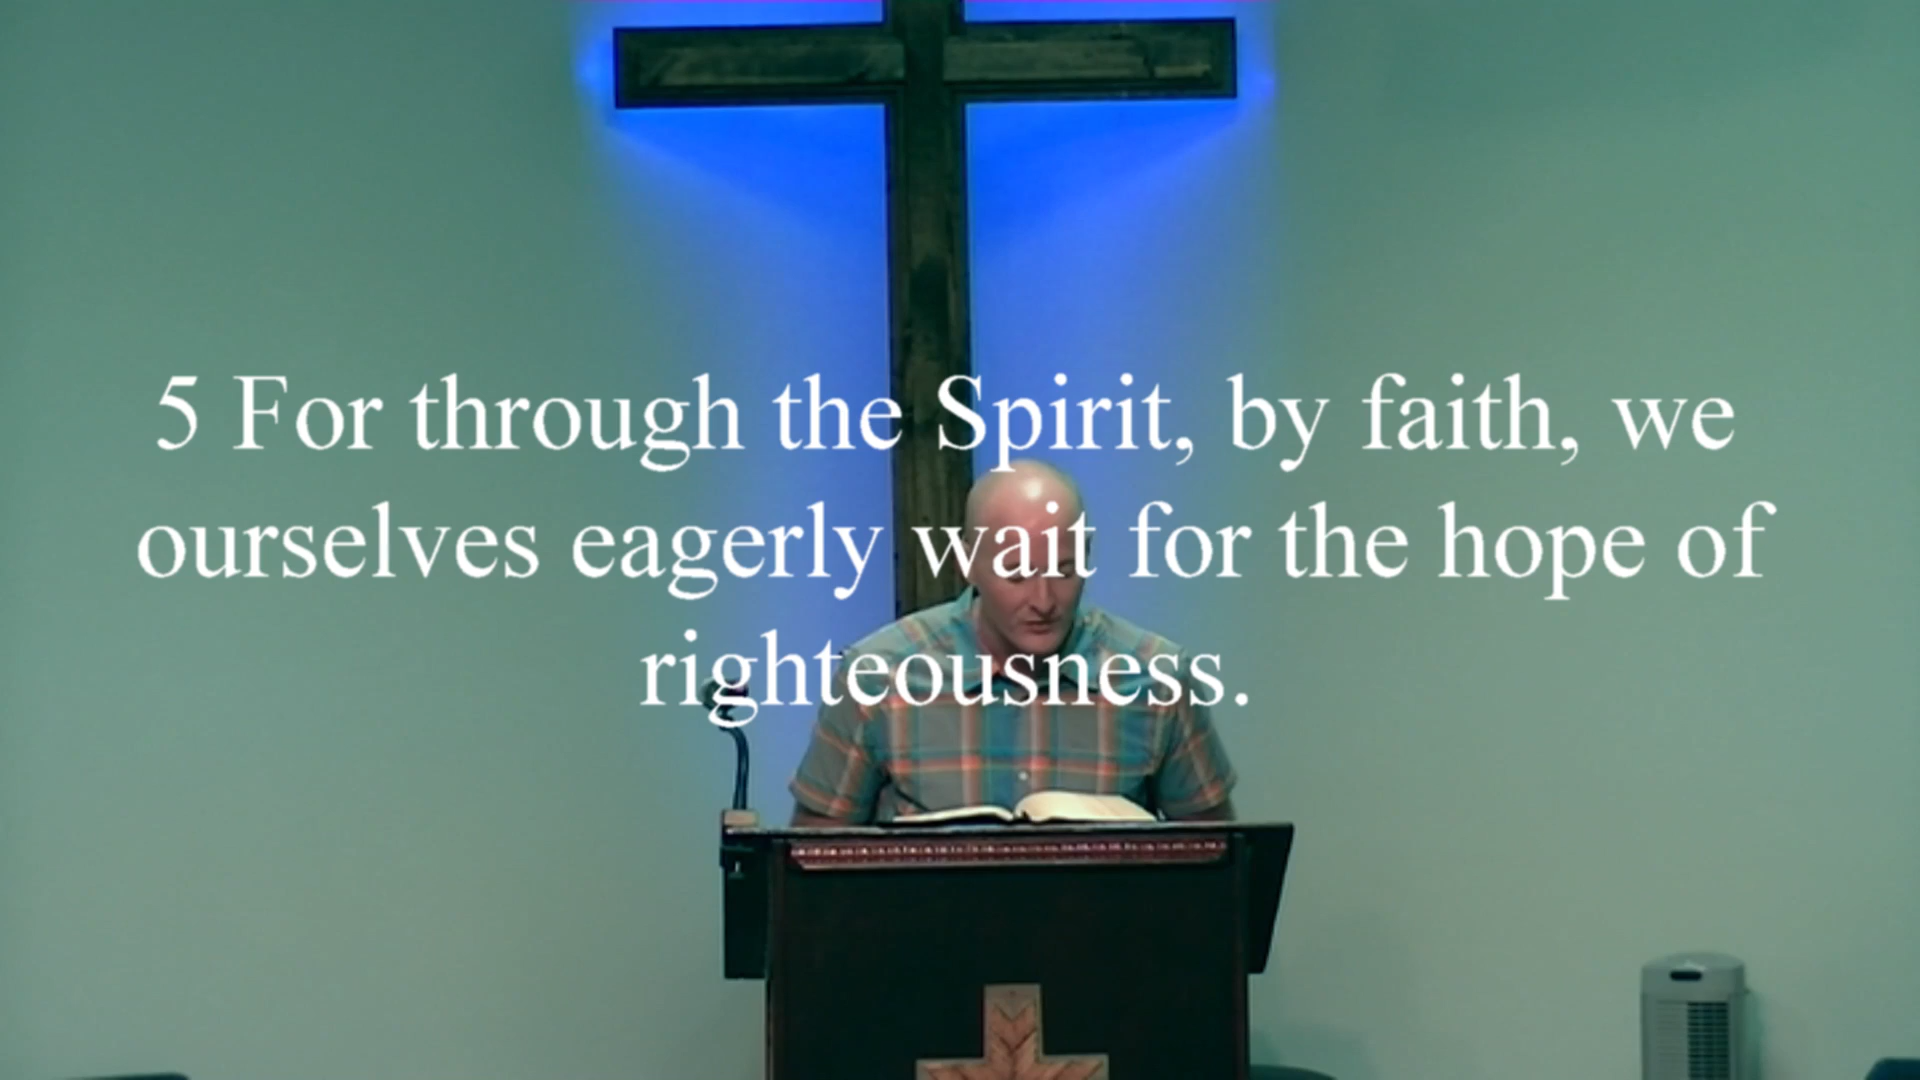 5 For through the Spirit, by faith, we
ourselves eagerly wait for the hope of
righteousness.